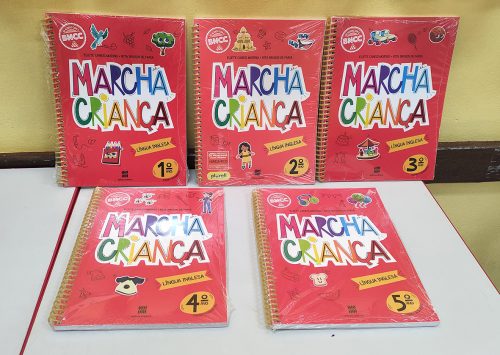 BNCC
MARCHA
CRIANÇA
LÍNGUA INGLESA
1º
ANO
BNCC
MARCHA
CRIANÇA
LÍNGUA INGLESA
plurall
2º
ANO
BNCC
MARCHA
CRIANÇA
LÍNGUA INGLESA
3º
ANO
BNCC
MARCHA
CRIANÇA
LÍNGUA INGLESA
4º
ANO
BNCC
MARCHA
CRIANÇA
LÍNGUA INGLESA
5º
ANO